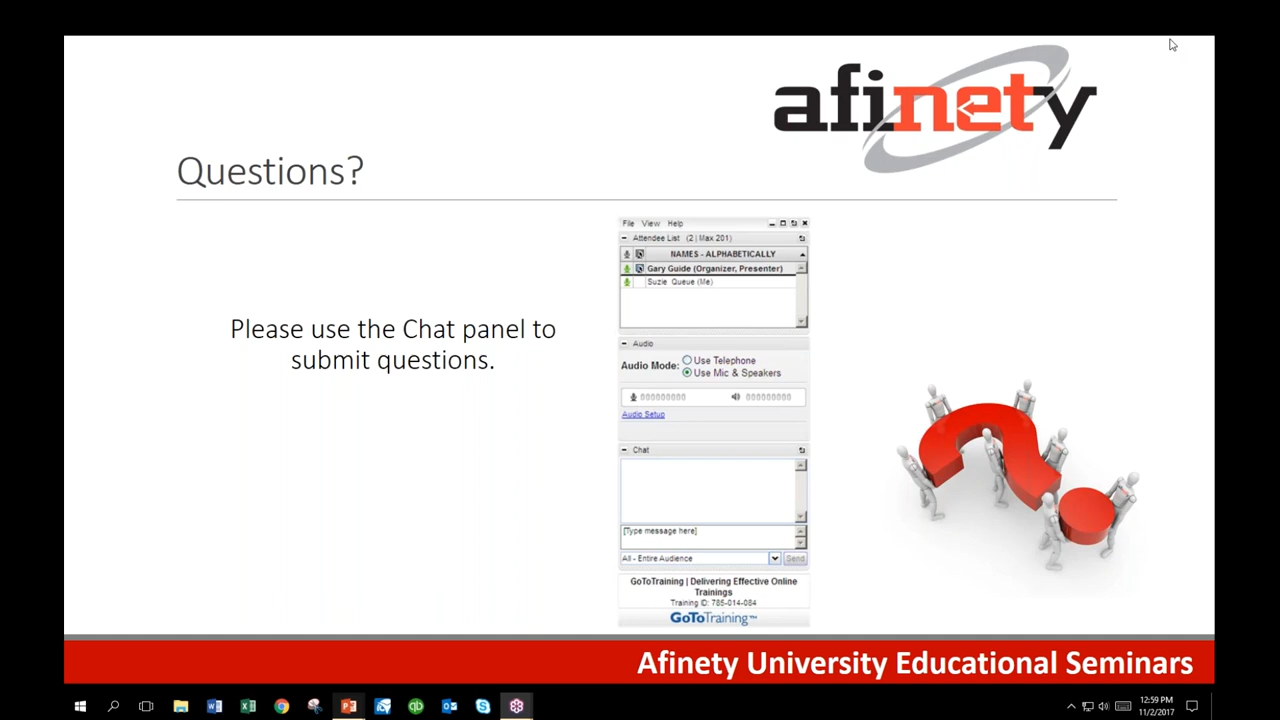 afinety
Questions?
File View Help
Attendee List (2 | Max 201)
NAMES - ALPHABETICALLY
Gary Guide (Organizer, Presenter)
Suzie Queue (Me)
Please use the Chat panel to
submit questions.
Audio
Audio Mode: Use Telephone
Use Mic & Speakers
Audio Setup
Chat
[Type message here]
All - Entire Audience
Send
GoToTraining | Delivering Effective Online
Trainings
Training ID: 785-014-084
GoToTraining™
Afinety University Educational Seminars
12:59 PM
11/2/2017